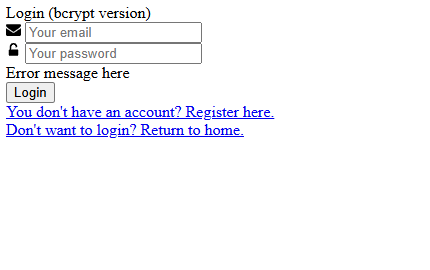 Login (bcrypt version)
Your email
Your password
Error message here
Login
You don't have an account? Register here.
Don't want to login? Return to home.